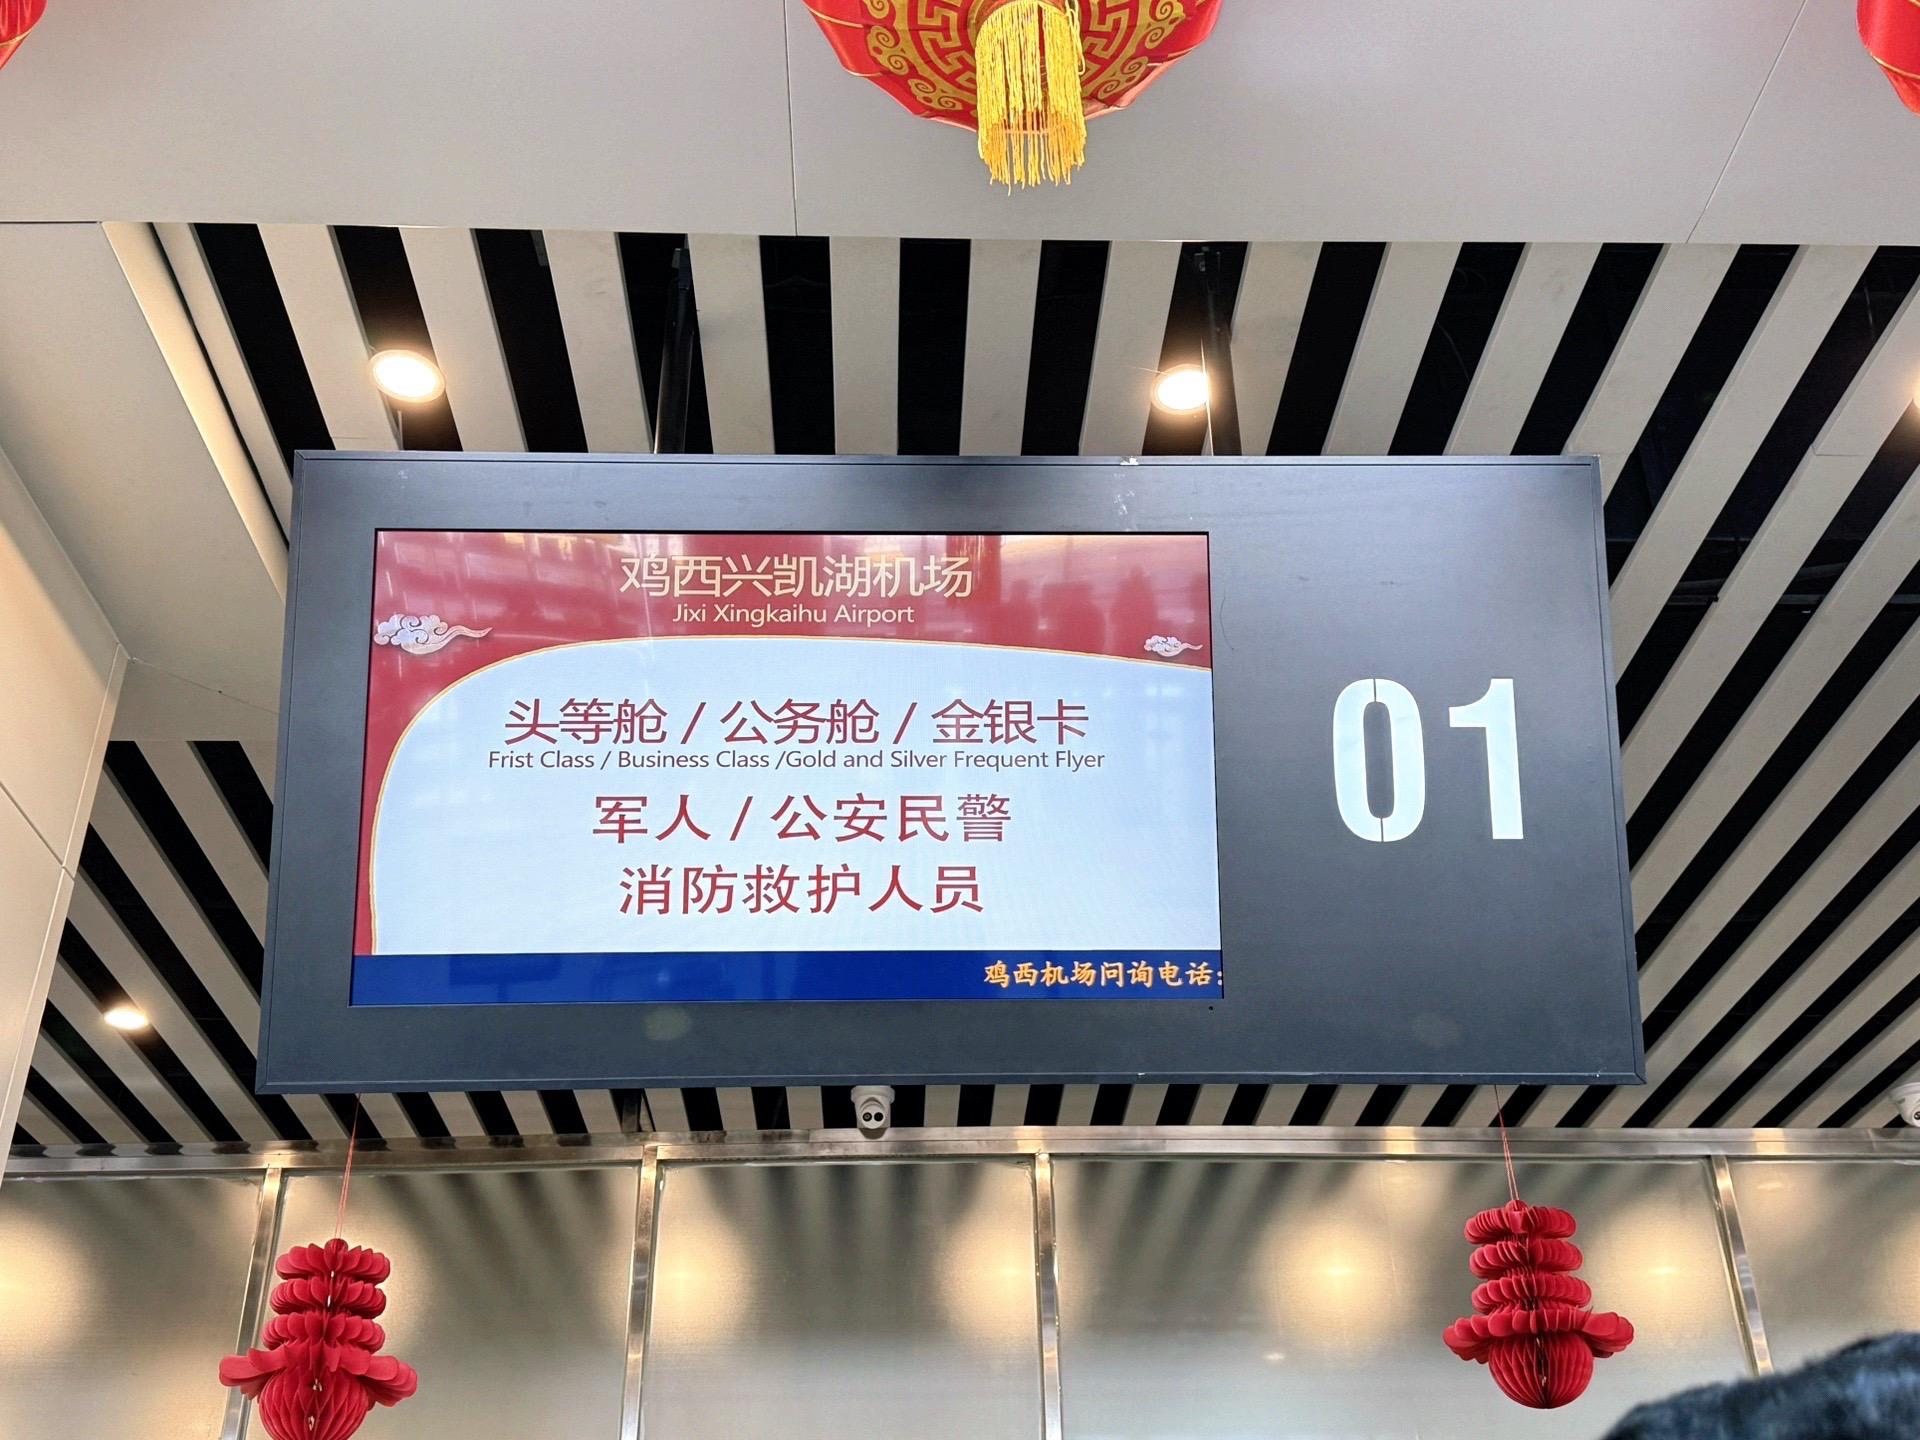 鸡西兴凯湖机场
Jixi Xingkaihu Airport
头等舱 / 公务舱 / 金银卡
Frist Class / Business Class /Gold and Silver Frequent Flyer
军人 / 公安民警
消防救护人员
鸡西机场问询电话:
01